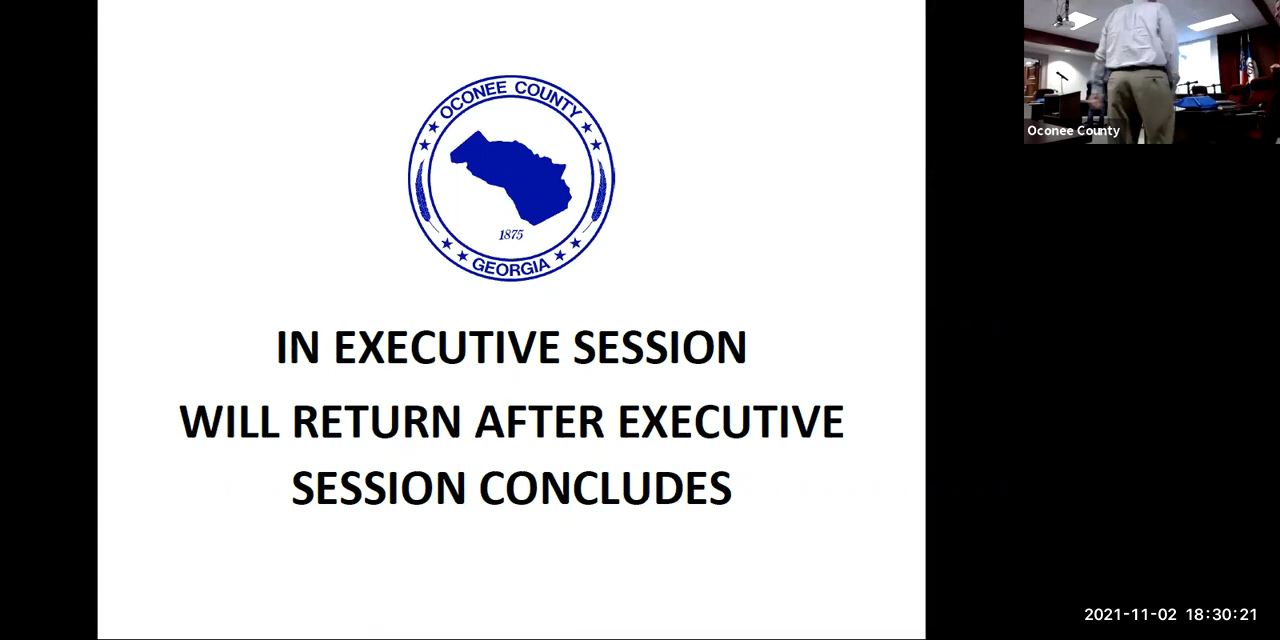 OCONEE COUNTY
1875
GEORGIA
IN EXECUTIVE SESSION
WILL RETURN AFTER EXECUTIVE
SESSION CONCLUDES
Oconee County
2021-11-02 18:30:21